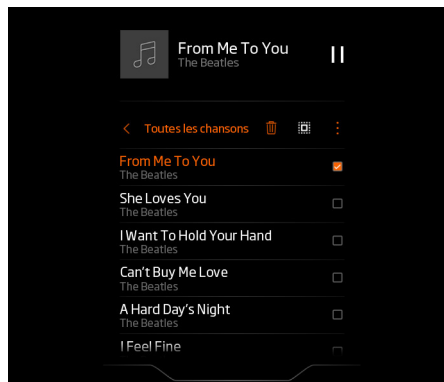 From Me To You
The Beatles
Toutes les chansons
From Me To You
The Beatles
She Loves You
The Beatles
I Want To Hold Your Hand
The Beatles
Can't Buy Me Love
The Beatles
A Hard Day's Night
The Beatles
I Feel Fine